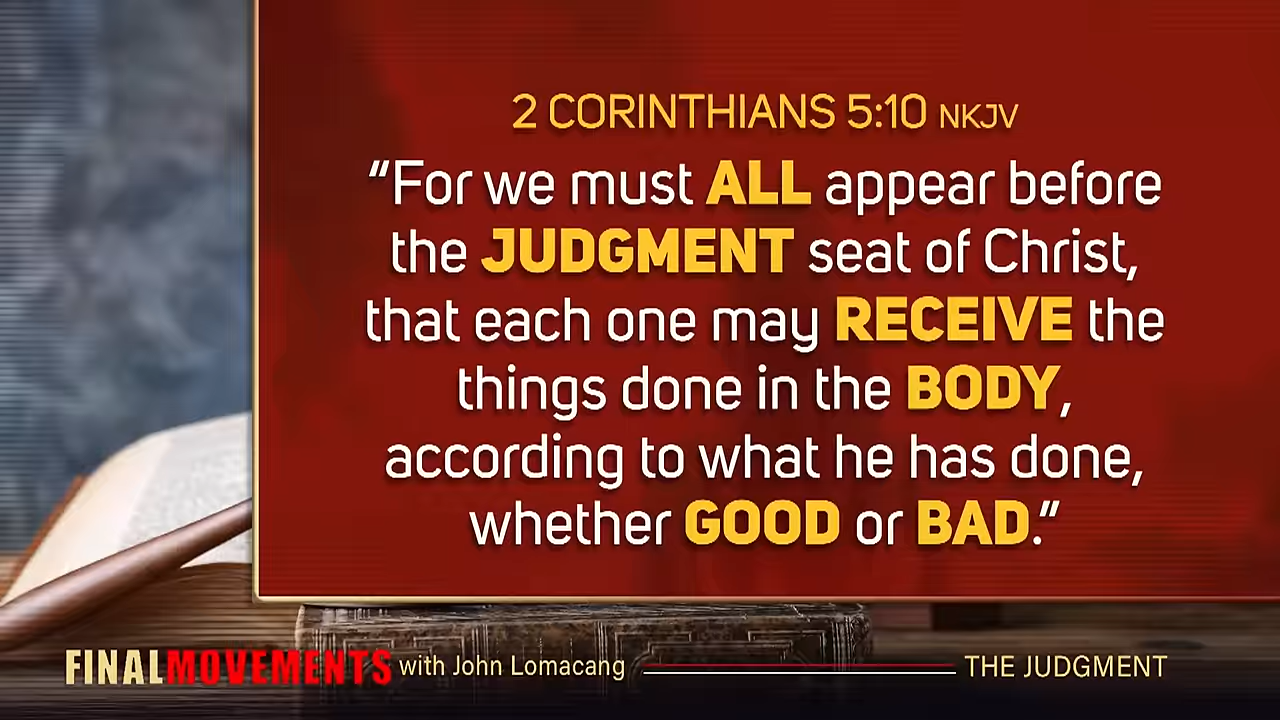 2 CORINTHIANS 5:10 NKJV
“For we must ALL appear before
the JUDGMENT seat of Christ,
that each one may RECEIVE the
things done in the BODY,
according to what he has done,
whether GOOD or BAD.”
FINALMOVEMENTS with John Lomacang THE JUDGMENT